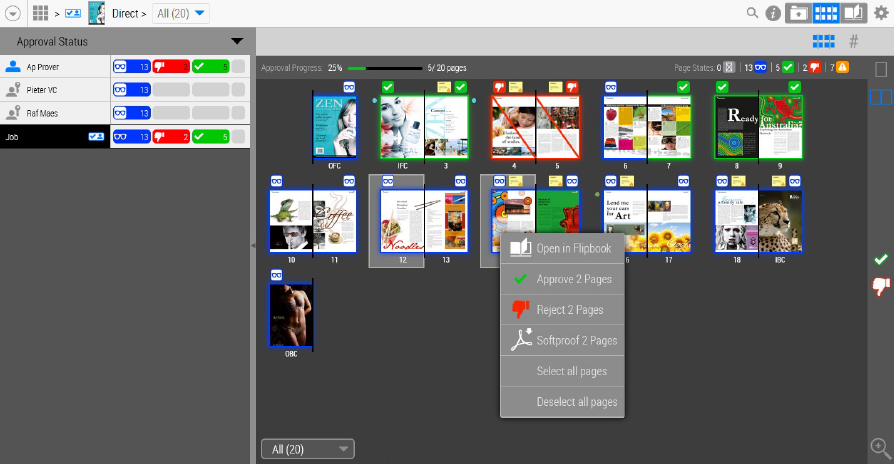 > > Direct > All (20)
Approval Status
Ap Prover 13 2 5
Pieter VC 13
Raf Maes 13
Job 13 2 5
#
Approval Progress: 25% 5/ 20 pages Page States: 0 | 13 | 5 | 2 | 7
ZEN
Content
Ready for Australia
OFC IFC 3 4 5 6 7 8 9
Coffee
Noodles
Lend me your ears for Art
10 11 12 13 6 17 18 IBC
OBC
Open in Flipbook
Approve 2 Pages
Reject 2 Pages
Softproof 2 Pages
Select all pages
Deselect all pages
All (20)